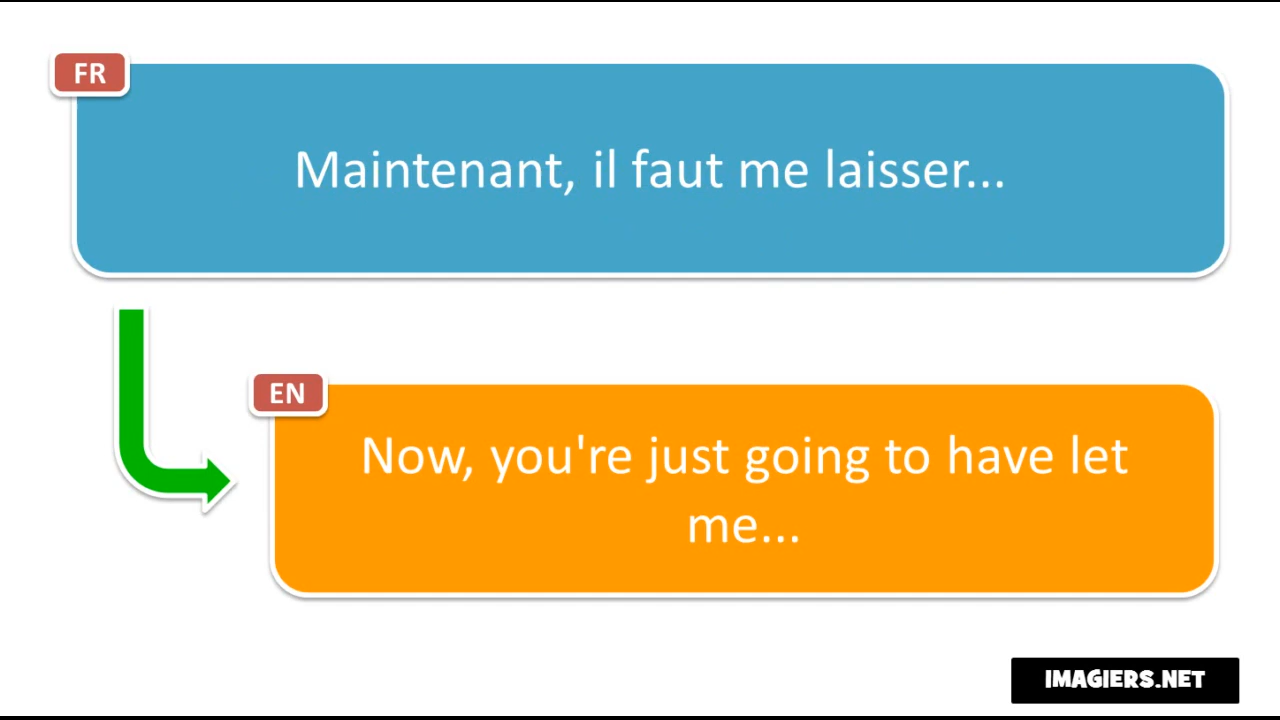 FR
Maintenant, il faut me laisser...
EN
Now, you're just going to have let
me...
IMAGIERS.NET